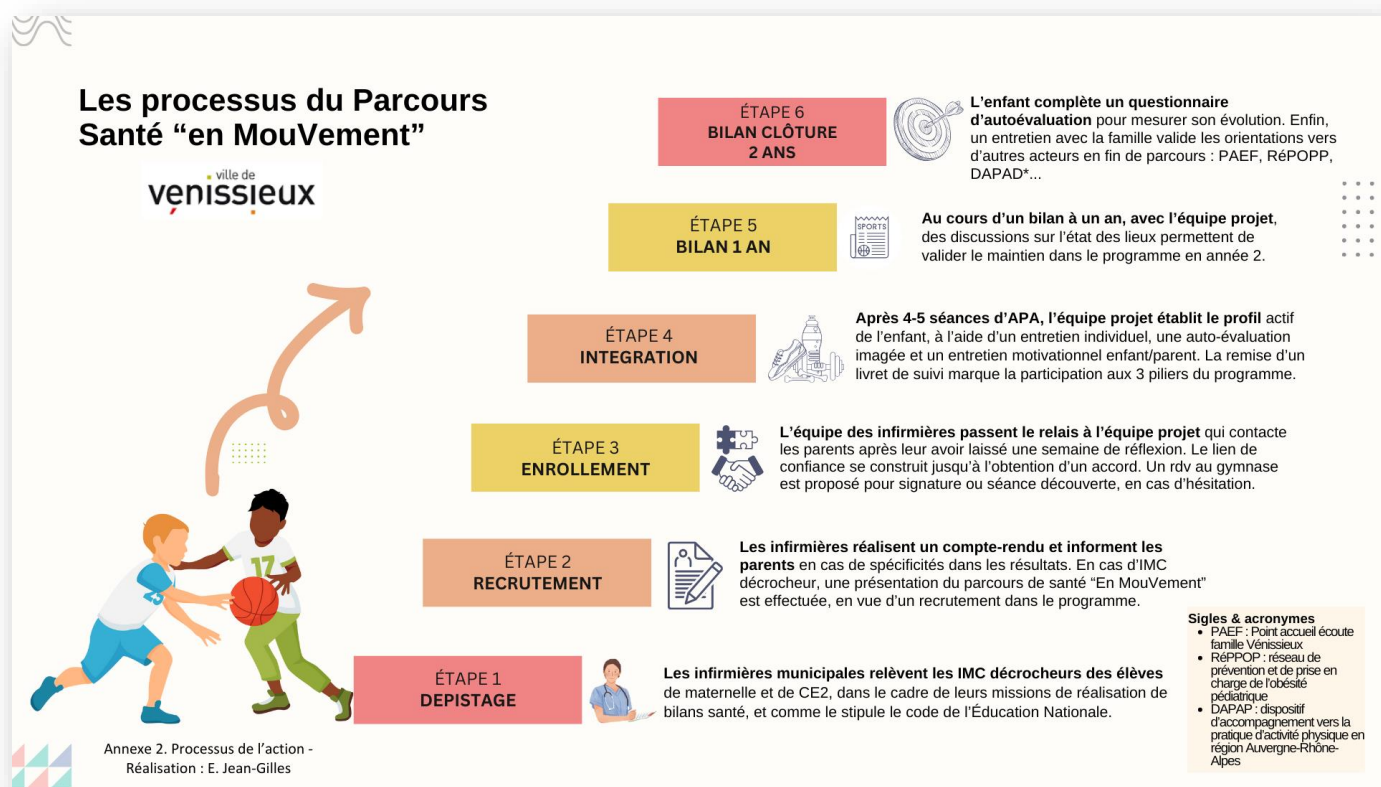 Les processus du Parcours
Santé “en MouVement”
ville de
vénissieux
ÉTAPE 6
BILAN CLÔTURE
2 ANS
L’enfant complète un questionnaire
d’autoévaluation pour mesurer son évolution. Enfin,
un entretien avec la famille valide les orientations vers
d’autres acteurs en fin de parcours : PAEF, RéPOPP,
DAPAD*...
ÉTAPE 5
BILAN 1 AN
SPORTS
Au cours d’un bilan à un an, avec l’équipe projet,
des discussions sur l’état des lieux permettent de
valider le maintien dans le programme en année 2.
ÉTAPE 4
INTEGRATION
Après 4-5 séances d’APA, l’équipe projet établit le profil actif
de l’enfant, à l’aide d’un entretien individuel, une auto-évaluation
imagée et un entretien motivationnel enfant/parent. La remise d’un
livret de suivi marque la participation aux 3 piliers du programme.
ÉTAPE 3
ENROLLEMENT
L’équipe des infirmières passent le relais à l’équipe projet qui contacte
les parents après leur avoir laissé une semaine de réflexion. Le lien de
confiance se construit jusqu’à l’obtention d’un accord. Un rdv au gymnase
est proposé pour signature ou séance découverte, en cas d’hésitation.
ÉTAPE 2
RECRUTEMENT
Les infirmières réalisent un compte-rendu et informent les
parents en cas de spécificités dans les résultats. En cas d’IMC
décrocheur, une présentation du parcours de santé “En MouVement”
est effectuée, en vue d’un recrutement dans le programme.
ÉTAPE 1
DEPISTAGE
Les infirmières municipales relèvent les IMC décrocheurs des élèves
de maternelle et de CE2, dans le cadre de leurs missions de réalisation de
bilans santé, et comme le stipule le code de l’Éducation Nationale.
Sigles & acronymes
• PAEF : Point accueil écoute
famille Vénissieux
• RéPPOP : réseau de
prévention et de prise en
charge de l’obésité
pédiatrique
• DAPAP : dispositif
d’accompagnement vers la
pratique d’activité physique en
région Auvergne-Rhône-
Alpes
17
23
Annexe 2. Processus de l’action -
Réalisation : E. Jean-Gilles